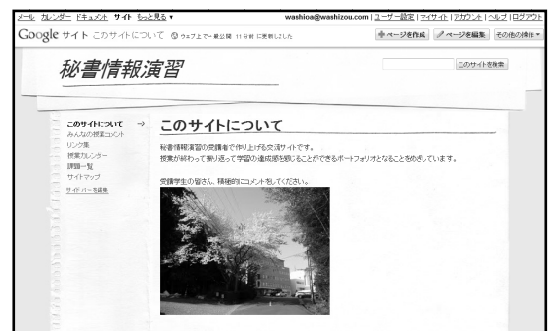 メール カレンダー ドキュメント サイト もっと見る ▼
washioa@washizou.com | ユーザー設定 | マイサイト | アカウント | ヘルプ | ログアウト
Google サイト このサイトについて ウェブ上で一般公開 11分前 に更新しました
ページを作成 ページを編集 その他の操作 ▼
秘書情報演習
このサイトを検索
このサイトについて →
みんなの授業コメント
リンク集
授業カレンダー
課題一覧
サイトマップ
サイドバーを編集
このサイトについて
秘書情報演習の受講者で作り上げる交流サイトです。
授業が終わって振り返って学習の達成感を感じることができるポートフォリオとなることをめざしています。
受講学生の皆さん、積極的にコメントをしてください。